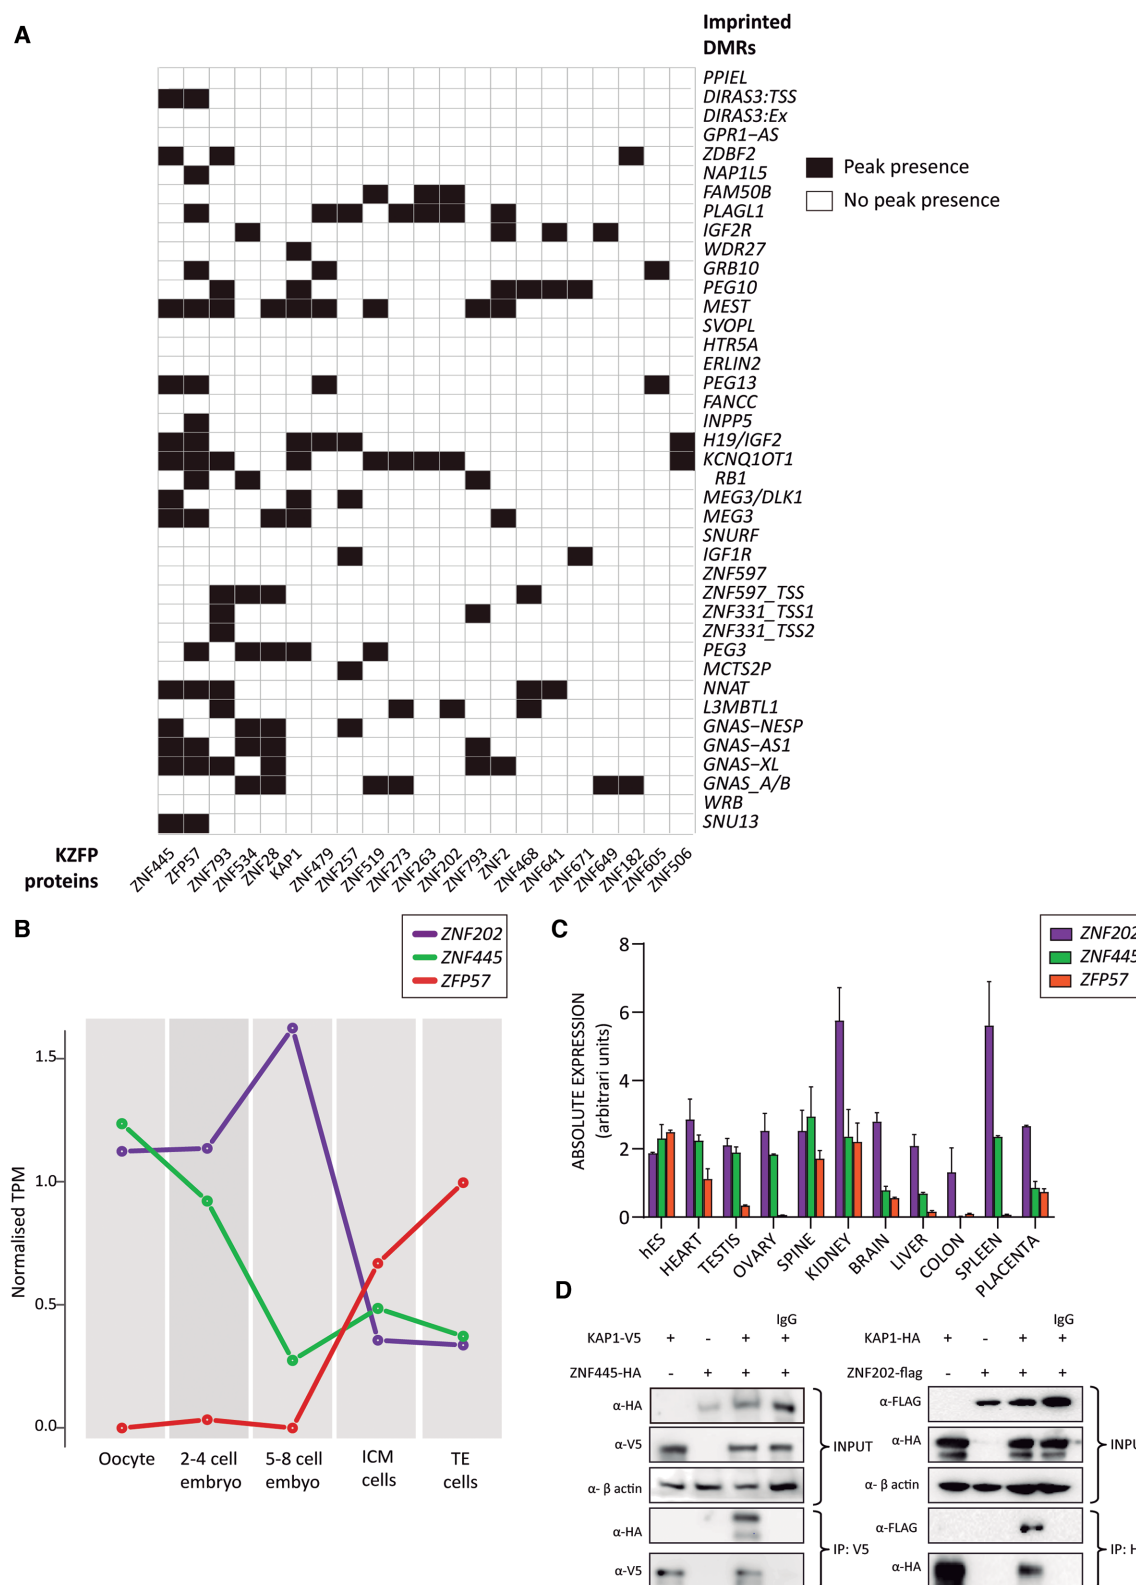 A
Imprinted
DMRs
PPIEL
DIRAS3:TSS
DIRAS3:Ex
GPR1−AS
ZDBF2
NAP1L5
FAM50B
PLAGL1
IGF2R
WDR27
GRB10
PEG10
MEST
SVOPL
HTR5A
ERLIN2
PEG13
FANCC
INPP5
H19/IGF2
KCNQ1OT1
RB1
MEG3/DLK1
MEG3
SNURF
IGF1R
ZNF597
ZNF597_TSS
ZNF331_TSS1
ZNF331_TSS2
PEG3
MCTS2P
NNAT
L3MBTL1
GNAS−NESP
GNAS−AS1
GNAS−XL
GNAS_A/B
WRB
SNU13
Peak presence
No peak presence
KZFP
proteins
ZNF445
ZFP57
ZNF793
ZNF534
ZNF28
KAP1
ZNF479
ZNF257
ZNF519
ZNF273
ZNF263
ZNF202
ZNF793
ZNF2
ZNF468
ZNF641
ZNF671
ZNF649
ZNF182
ZNF605
ZNF506
B
ZNF202
ZNF445
ZFP57
Normalised TPM
1.5
1.0
0.5
0.0
Oocyte
2-4 cell
embryo
5-8 cell
embyo
ICM
cells
TE
cells
C
ZNF202
ZNF445
ZFP57
ABSOLUTE EXPRESSION
(arbitrari units)
8
6
4
2
0
hES
HEART
TESTIS
OVARY
SPINE
KIDNEY
BRAIN
LIVER
COLON
SPLEEN
PLACENTA
D
IgG
KAP1-V5 + - + +
ZNF445-HA - + + +
α-HA
α-V5
α- β actin
INPUT
α-HA
α-V5
IP: V5
IgG
KAP1-HA + - + +
ZNF202-flag - + + +
α-FLAG
α-HA
α- β actin
INPU
α-FLAG
α-HA
IP: H